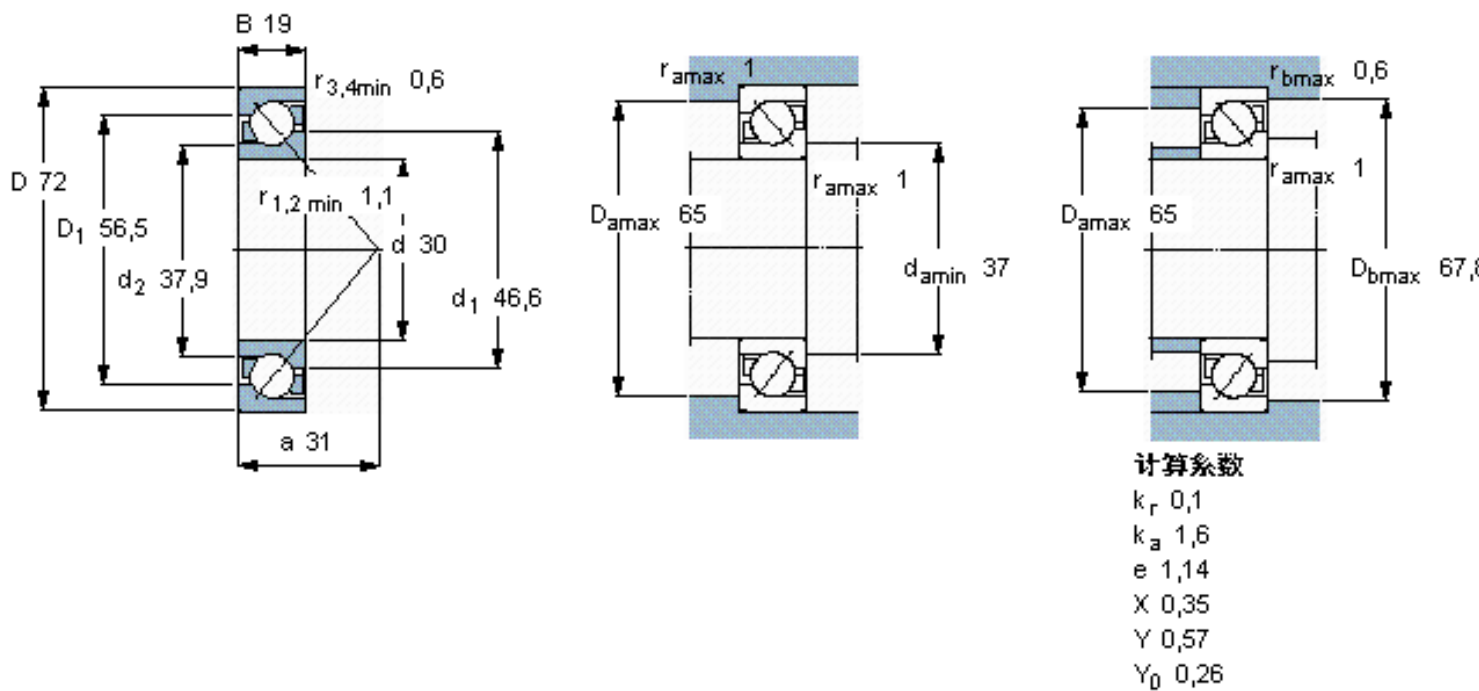 B 19
r3,4min 0,6
D 72
D1 56,5
d2 37,9
r1,2 min 1,1
d 30
d1 46,6
a 31
ramax 1
ramax 1
Damax 65
damin 37
rbmax 0,6
ramax 1
Damax 65
Dbmax 67,8
计算系数
kr 0,1
ka 1,6
e 1,14
X 0,35
Y 0,57
Y0 0,26